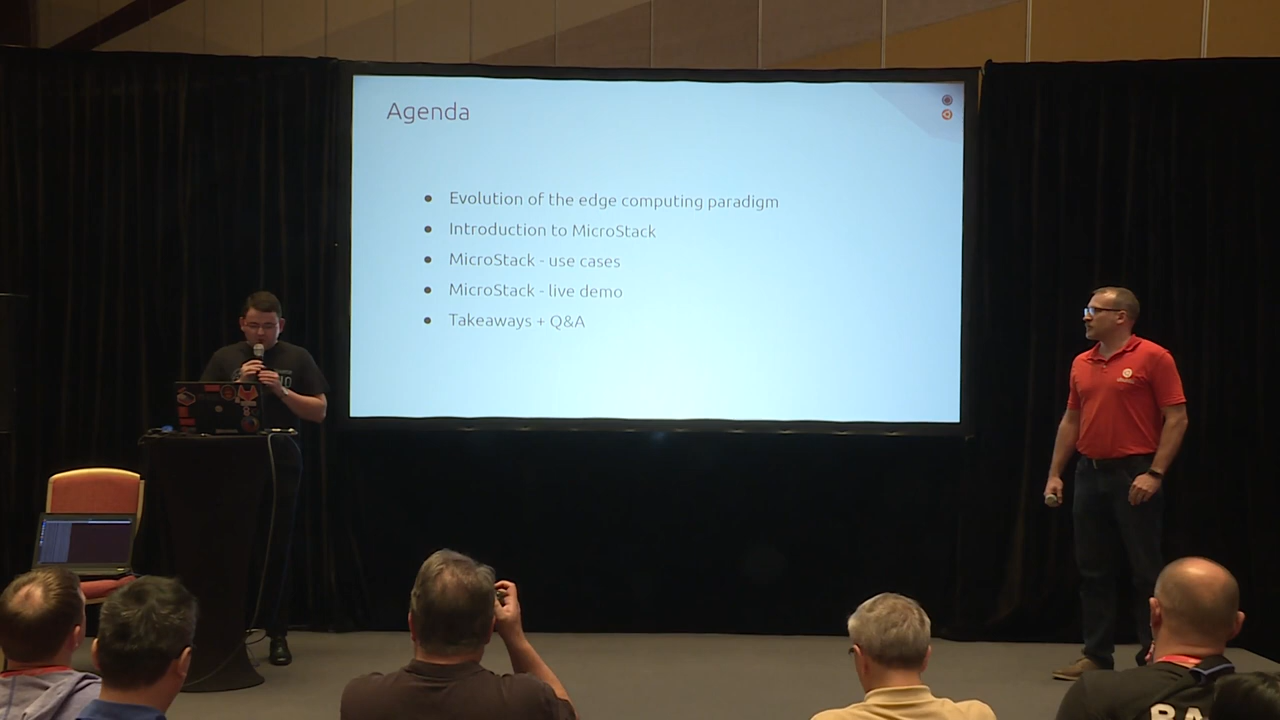 Agenda
● Evolution of the edge computing paradigm
● Introduction to MicroStack
● MicroStack - use cases
● MicroStack - live demo
● Takeaways + Q&A